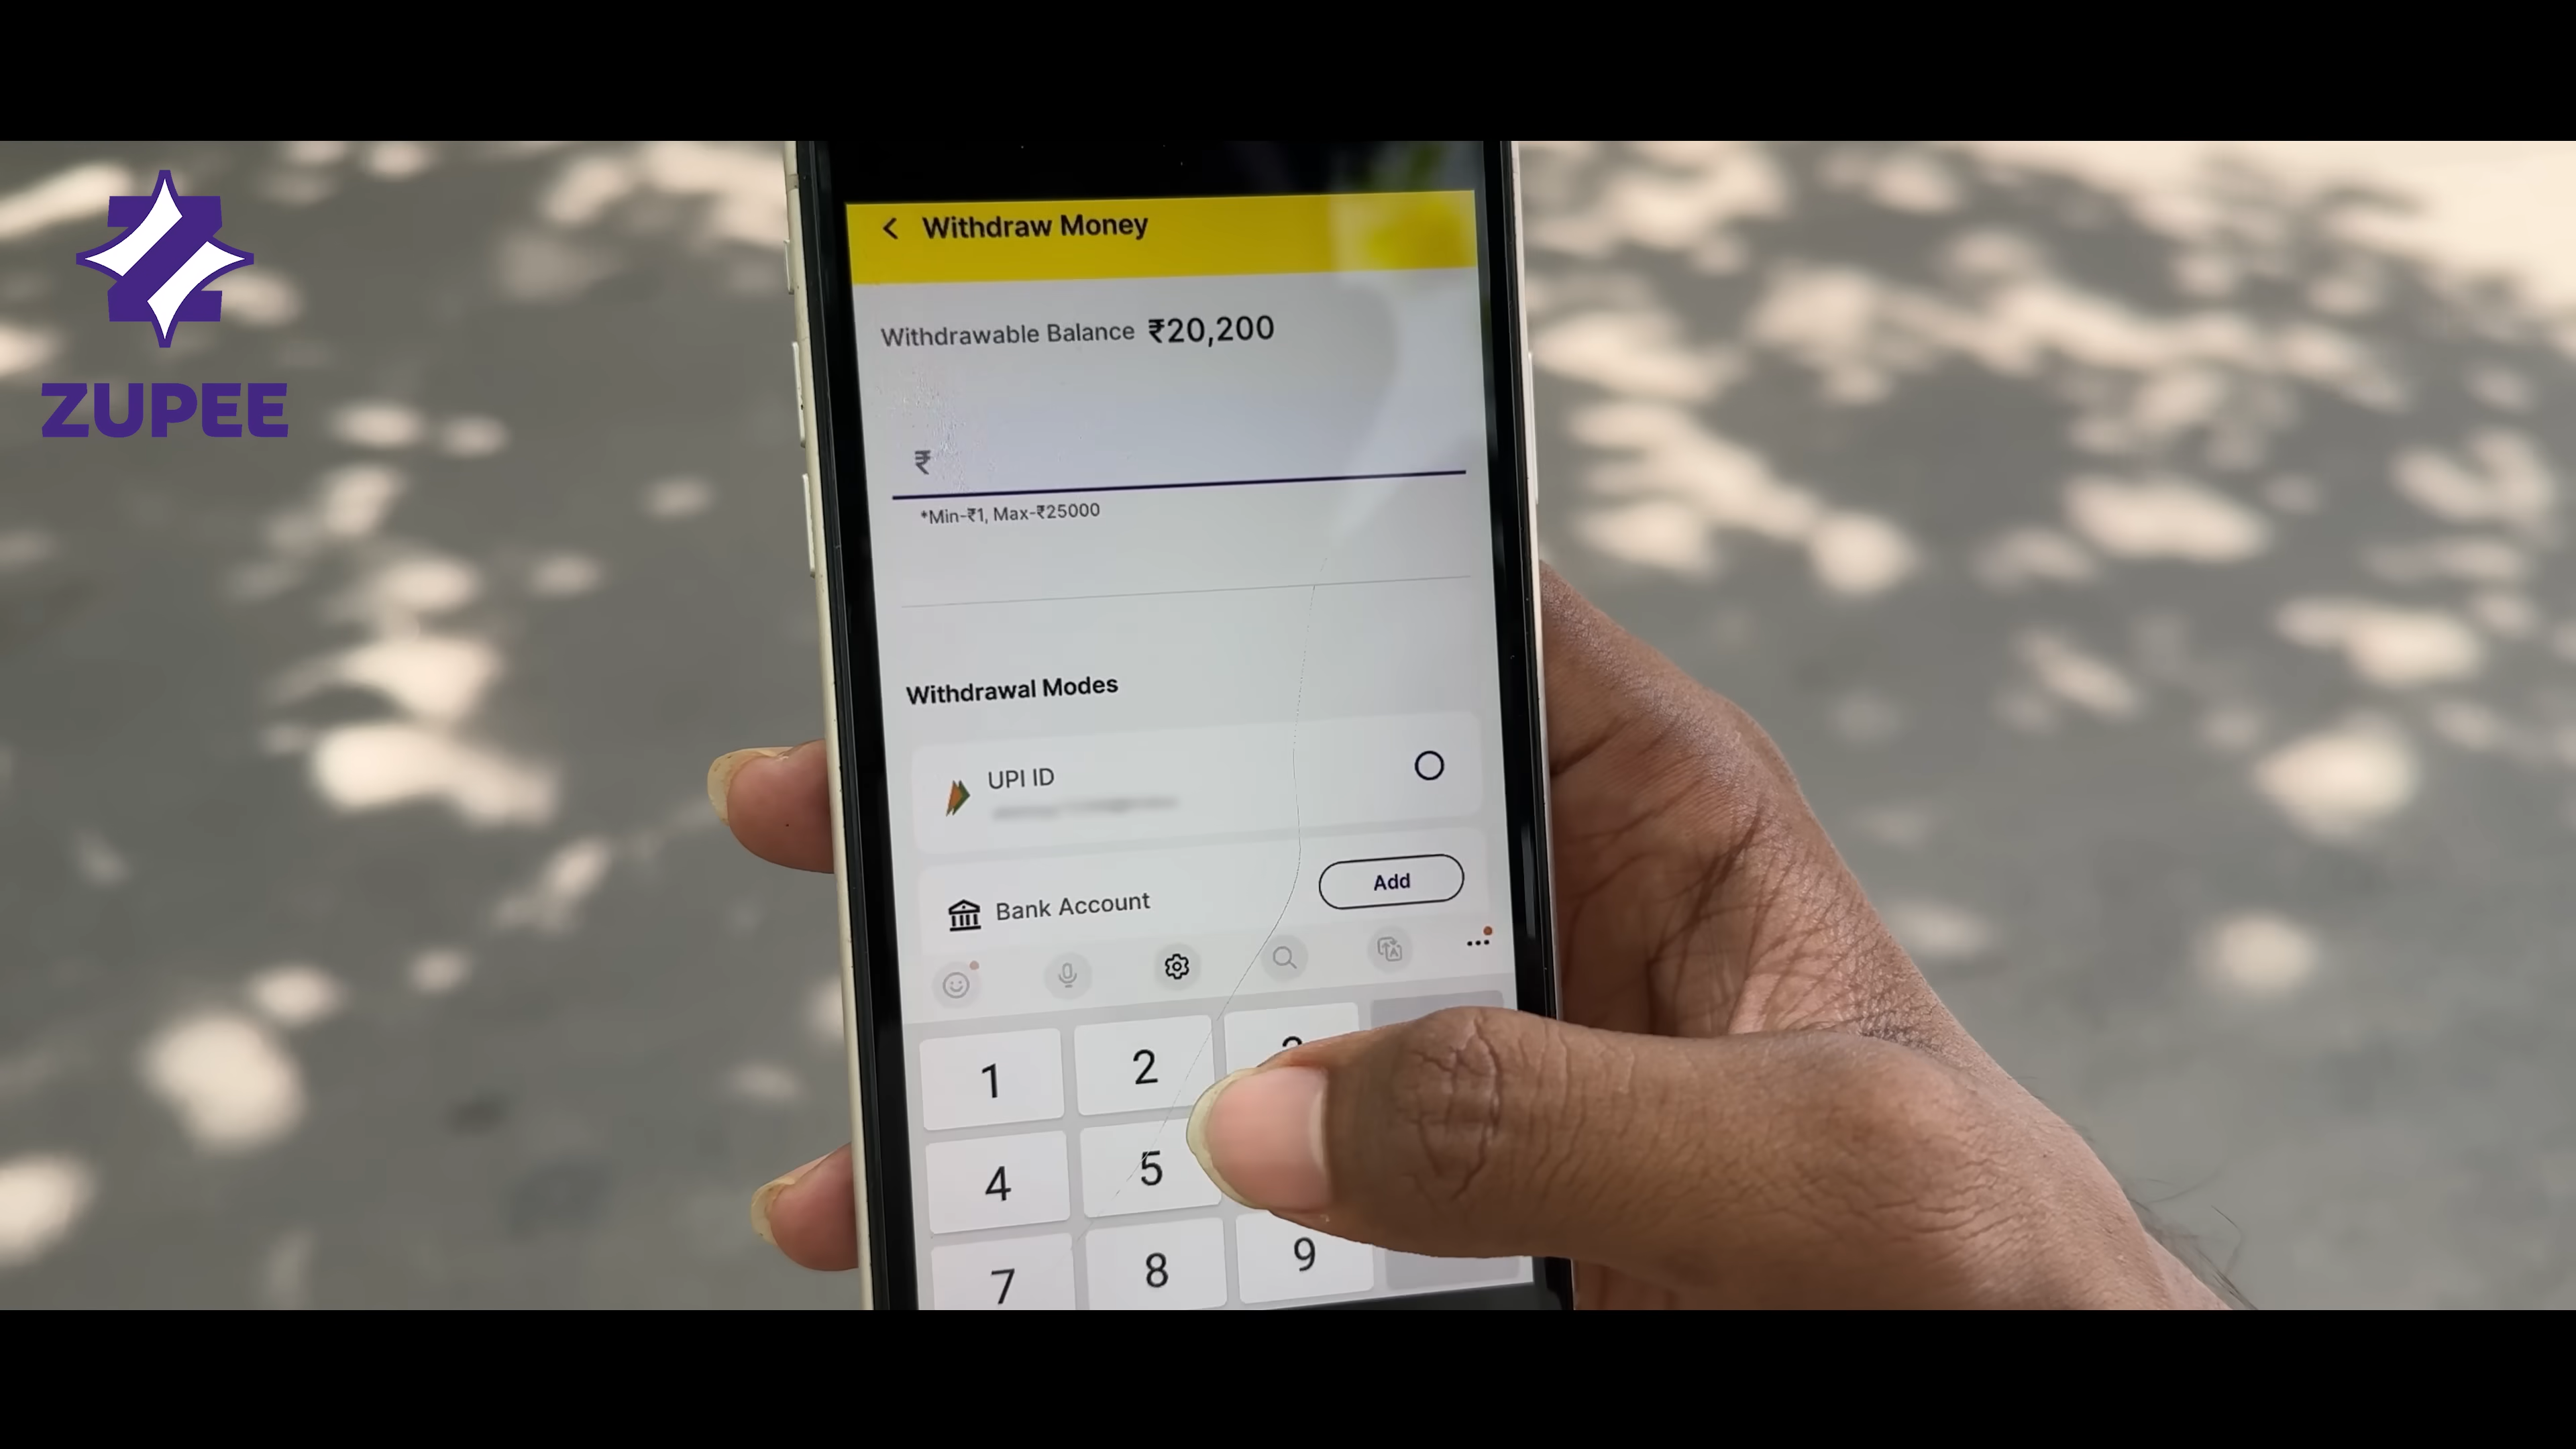 ZUPEE
Withdraw Money
Withdrawable Balance ₹20,200
₹
*Min-₹1, Max-₹25000
Withdrawal Modes
UPI ID
Bank Account
Add
1 2
4 5
7 8 9